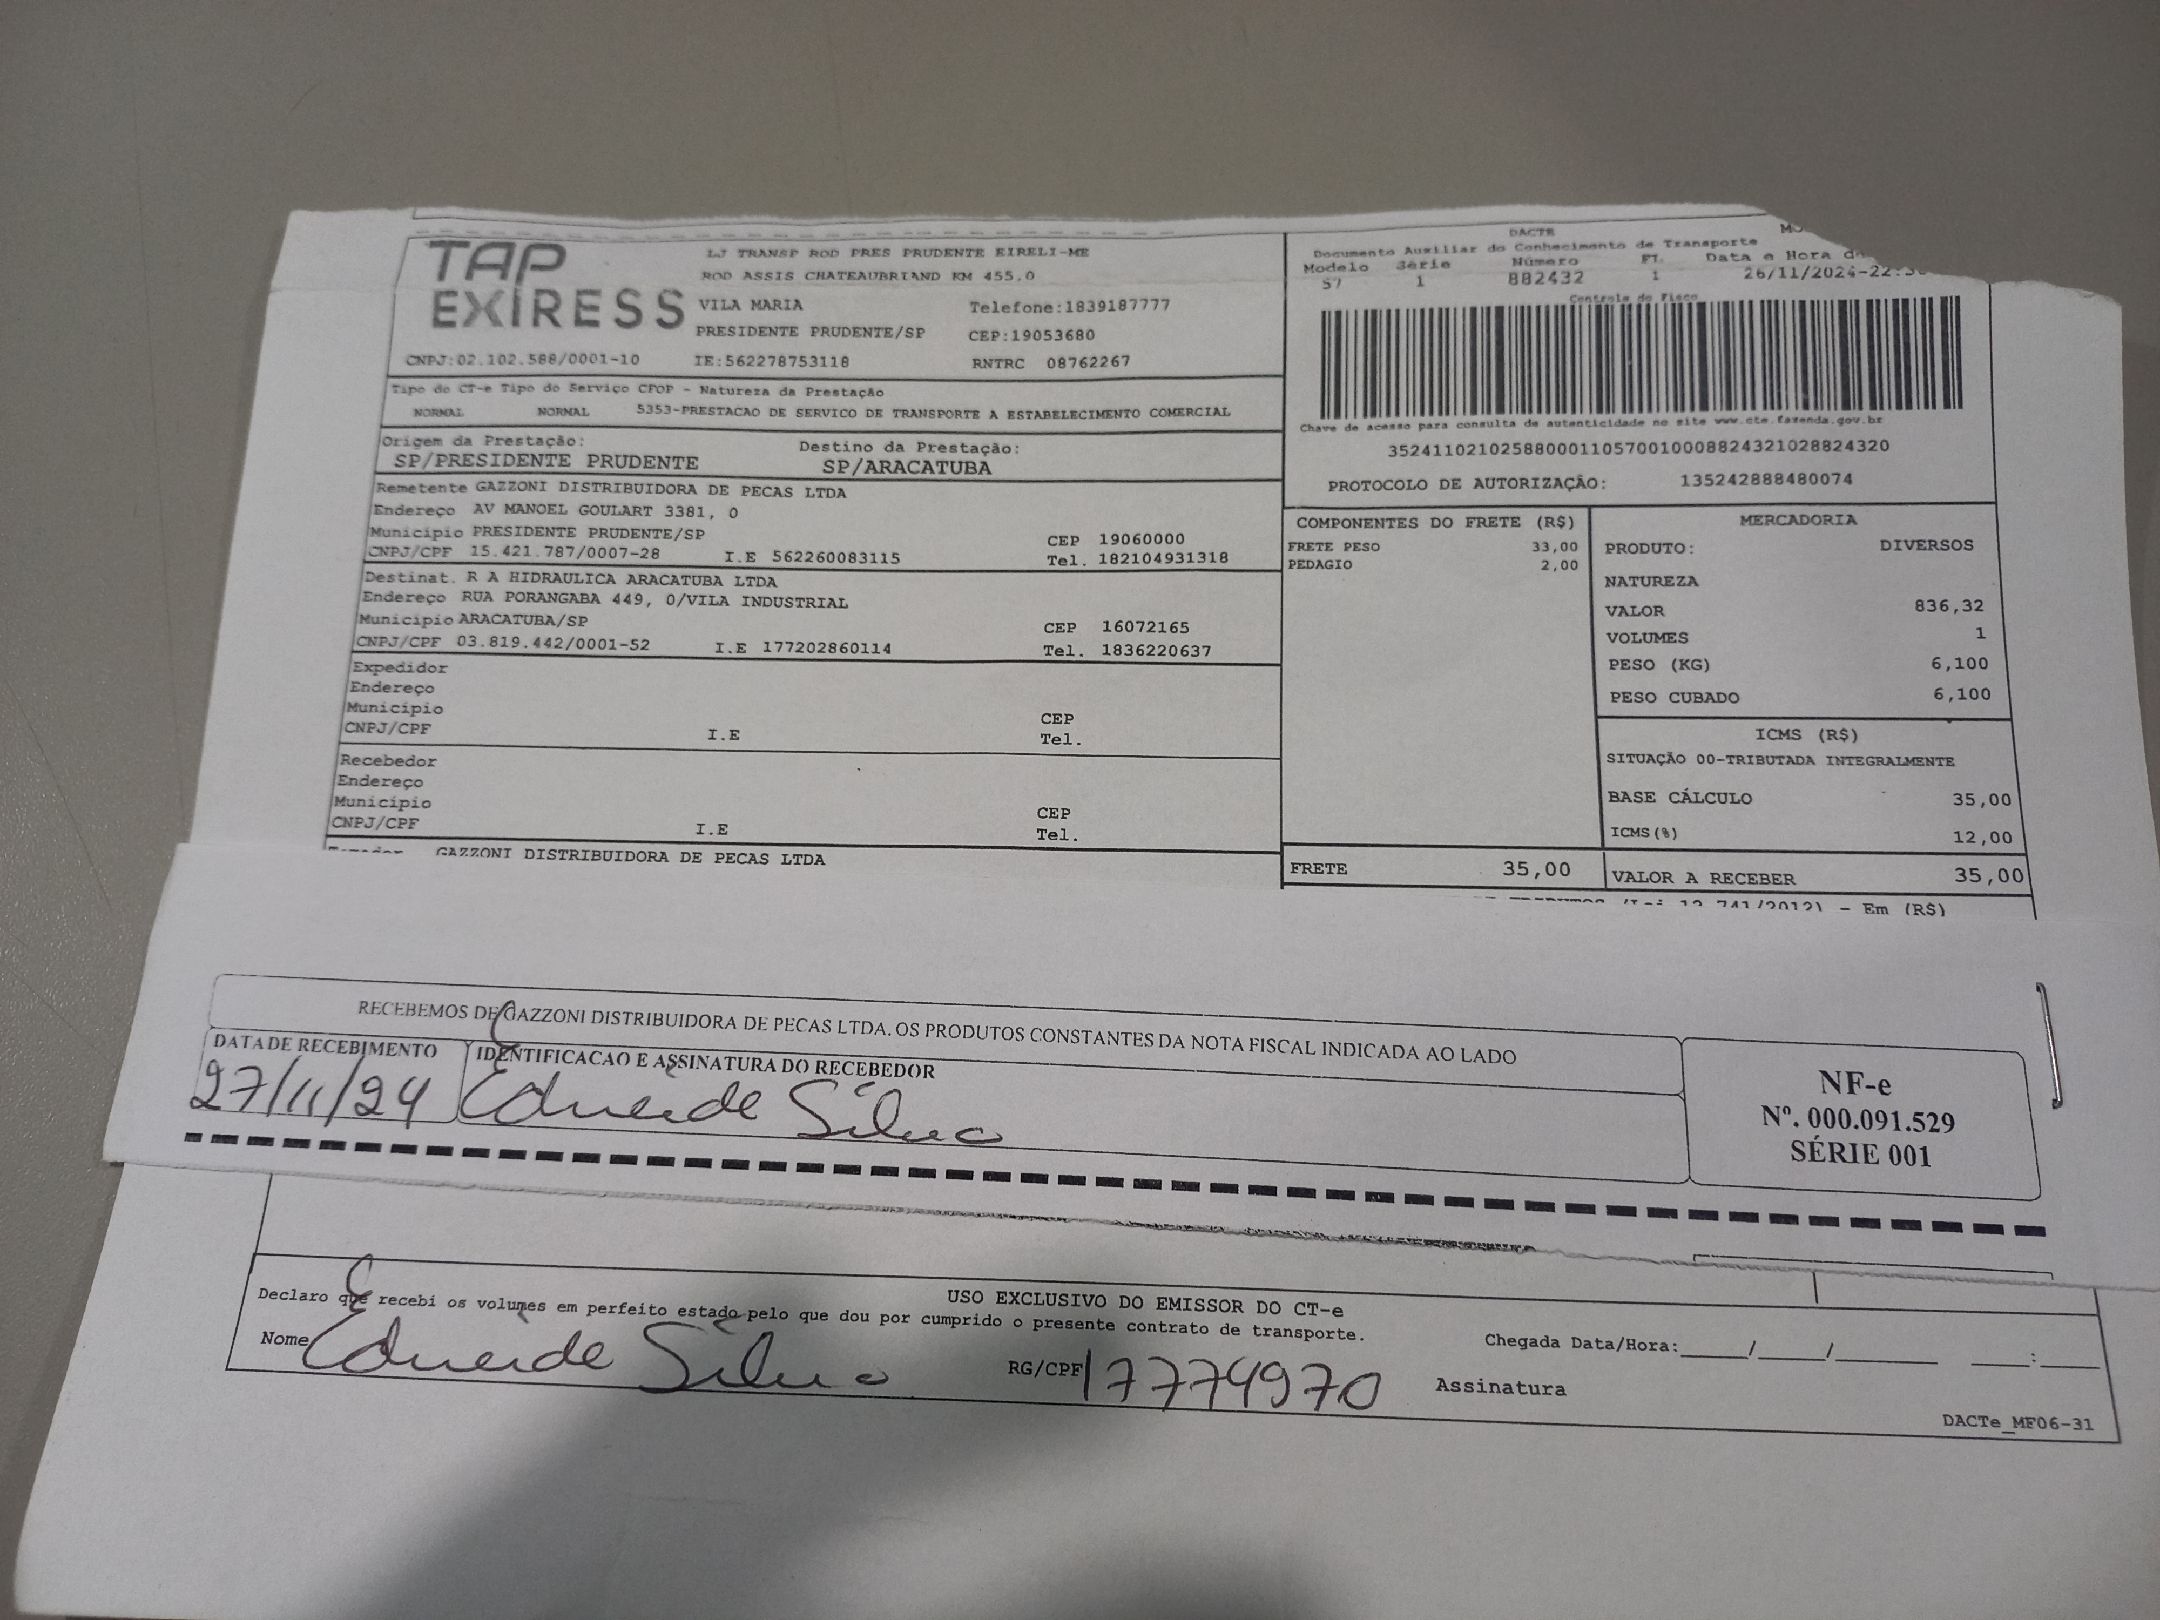 TAP
EXIRESS
LJ TRANSP ROD PRES PRUDENTE EIRELI-ME
ROD ASSIS CHATEAUBRIAND KM 455.0
VILA MARIA Telefone:1839187777
PRESIDENTE PRUDENTE/SP CEP:19053680
CNPJ:02.102.588/0001-10 IE:562278753118 RNTRC 08762267
Tipo do CT-e Tipo do Serviço CFOP - Natureza da Prestação
NORMAL NORMAL 5353-PRESTACAO DE SERVICO DE TRANSPORTE A ESTABELECIMENTO COMERCIAL
Origem da Prestação: Destino da Prestação:
SP/PRESIDENTE PRUDENTE SP/ARACATUBA
Remetente GAZZONI DISTRIBUIDORA DE PECAS LTDA
Endereço AV MANOEL GOULART 3381, 0
Município PRESIDENTE PRUDENTE/SP CEP 19060000
CNPJ/CPF 15.421.787/0007-28 I.E 562260083115 Tel. 182104931318
Destinat. R A HIDRAULICA ARACATUBA LTDA
Endereço RUA PORANGABA 449, 0/VILA INDUSTRIAL
Município ARACATUBA/SP CEP 16072165
CNPJ/CPF 03.819.442/0001-52 I.E 177202860114 Tel. 1836220637
Expedidor
Endereço
Município CEP
CNPJ/CPF I.E Tel.
Recebedor
Endereço
Município CEP
CNPJ/CPF I.E Tel.
GAZZONI DISTRIBUIDORA DE PECAS LTDA
DACTE
Documento Auxiliar do Conhecimento de Transporte
Modelo Série Número Fl. Data e Hora
57 1 882432 1 26/11/2024-22:
Controle do Fisco
Chave de acesso para consulta de autenticidade no site www.cte.fazenda.gov.br
35241102102588000110570010008824321028824320
PROTOCOLO DE AUTORIZAÇÃO: 135242888480074
COMPONENTES DO FRETE (R$)
FRETE PESO 33,00
PEDAGIO 2,00
MERCADORIA
PRODUTO: DIVERSOS
NATUREZA
VALOR 836,32
VOLUMES 1
PESO (KG) 6,100
PESO CUBADO 6,100
ICMS (R$)
SITUAÇÃO 00-TRIBUTADA INTEGRALMENTE
BASE CÁLCULO 35,00
ICMS(%) 12,00
FRETE 35,00 VALOR A RECEBER 35,00
(Lei 12.741/2012) - Em (R$)
RECEBEMOS DE GAZZONI DISTRIBUIDORA DE PECAS LTDA. OS PRODUTOS CONSTANTES DA NOTA FISCAL INDICADA AO LADO
DATA DE RECEBIMENTO IDENTIFICACAO E ASSINATURA DO RECEBEDOR
27/11/24 Silva
NF-e
Nº. 000.091.529
SÉRIE 001
USO EXCLUSIVO DO EMISSOR DO CT-e
Declaro que recebi os volumes em perfeito estado pelo que dou por cumprido o presente contrato de transporte.
Nome Silva RG/CPF 17774970 Assinatura
Chegada Data/Hora:_____/_____/_______ ____:____
DACTe_MF06-31